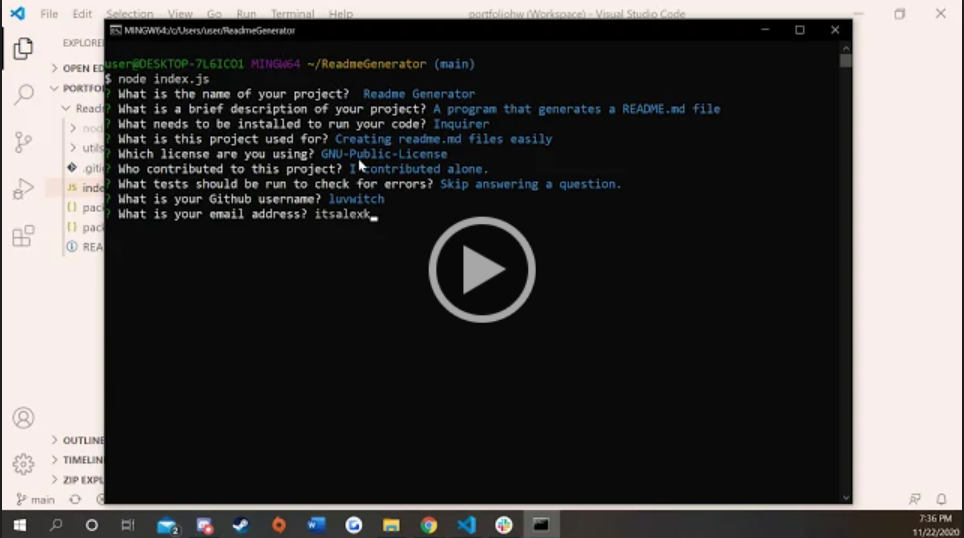 File Edit Selection View Go Run Terminal Help portfoliohw (Workspace) - Visual Studio Code
MINGW64:/c/Users/user/ReadmeGenerator
EXPLORE
OPEN ED
PORTFO
Readm
nod
utils
.giti
JS inde
{} pac
{} pac
REA
user@DESKTOP-7L6ICO1 MINGW64 ~/ReadmeGenerator (main)
$ node index.js
? What is the name of your project? Readme Generator
? What is a brief description of your project? A program that generates a README.md file
? What needs to be installed to run your code? Inquirer
? What is this project used for? Creating readme.md files easily
? Which license are you using? GNU-Public-License
? Who contributed to this project? I contributed alone.
? What tests should be run to check for errors? Skip answering a question.
? What is your Github username? luvwitch
? What is your email address? itsalexk
OUTLINE
TIMELIN
ZIP EXPL
main
2
7:36 PM
11/22/2020